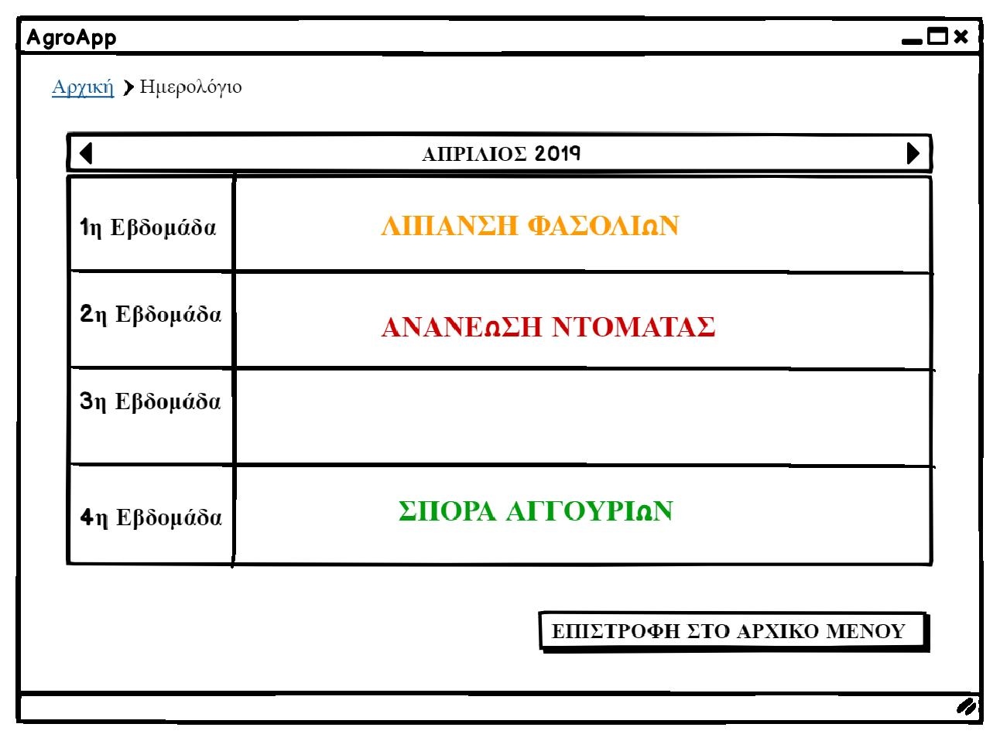 AgroApp
Αρχική > Ημερολόγιο
ΑΠΡΙΛΙΟΣ 2019
1η Εβδομάδα
ΛΙΠΑΝΣΗ ΦΑΣΟΛΙΩΝ
2η Εβδομάδα
ΑΝΑΝΕΩΣΗ ΝΤΟΜΑΤΑΣ
3η Εβδομάδα
4η Εβδομάδα
ΣΠΟΡΑ ΑΓΓΟΥΡΙΩΝ
ΕΠΙΣΤΡΟΦΗ ΣΤΟ ΑΡΧΙΚΟ ΜΕΝΟΥ